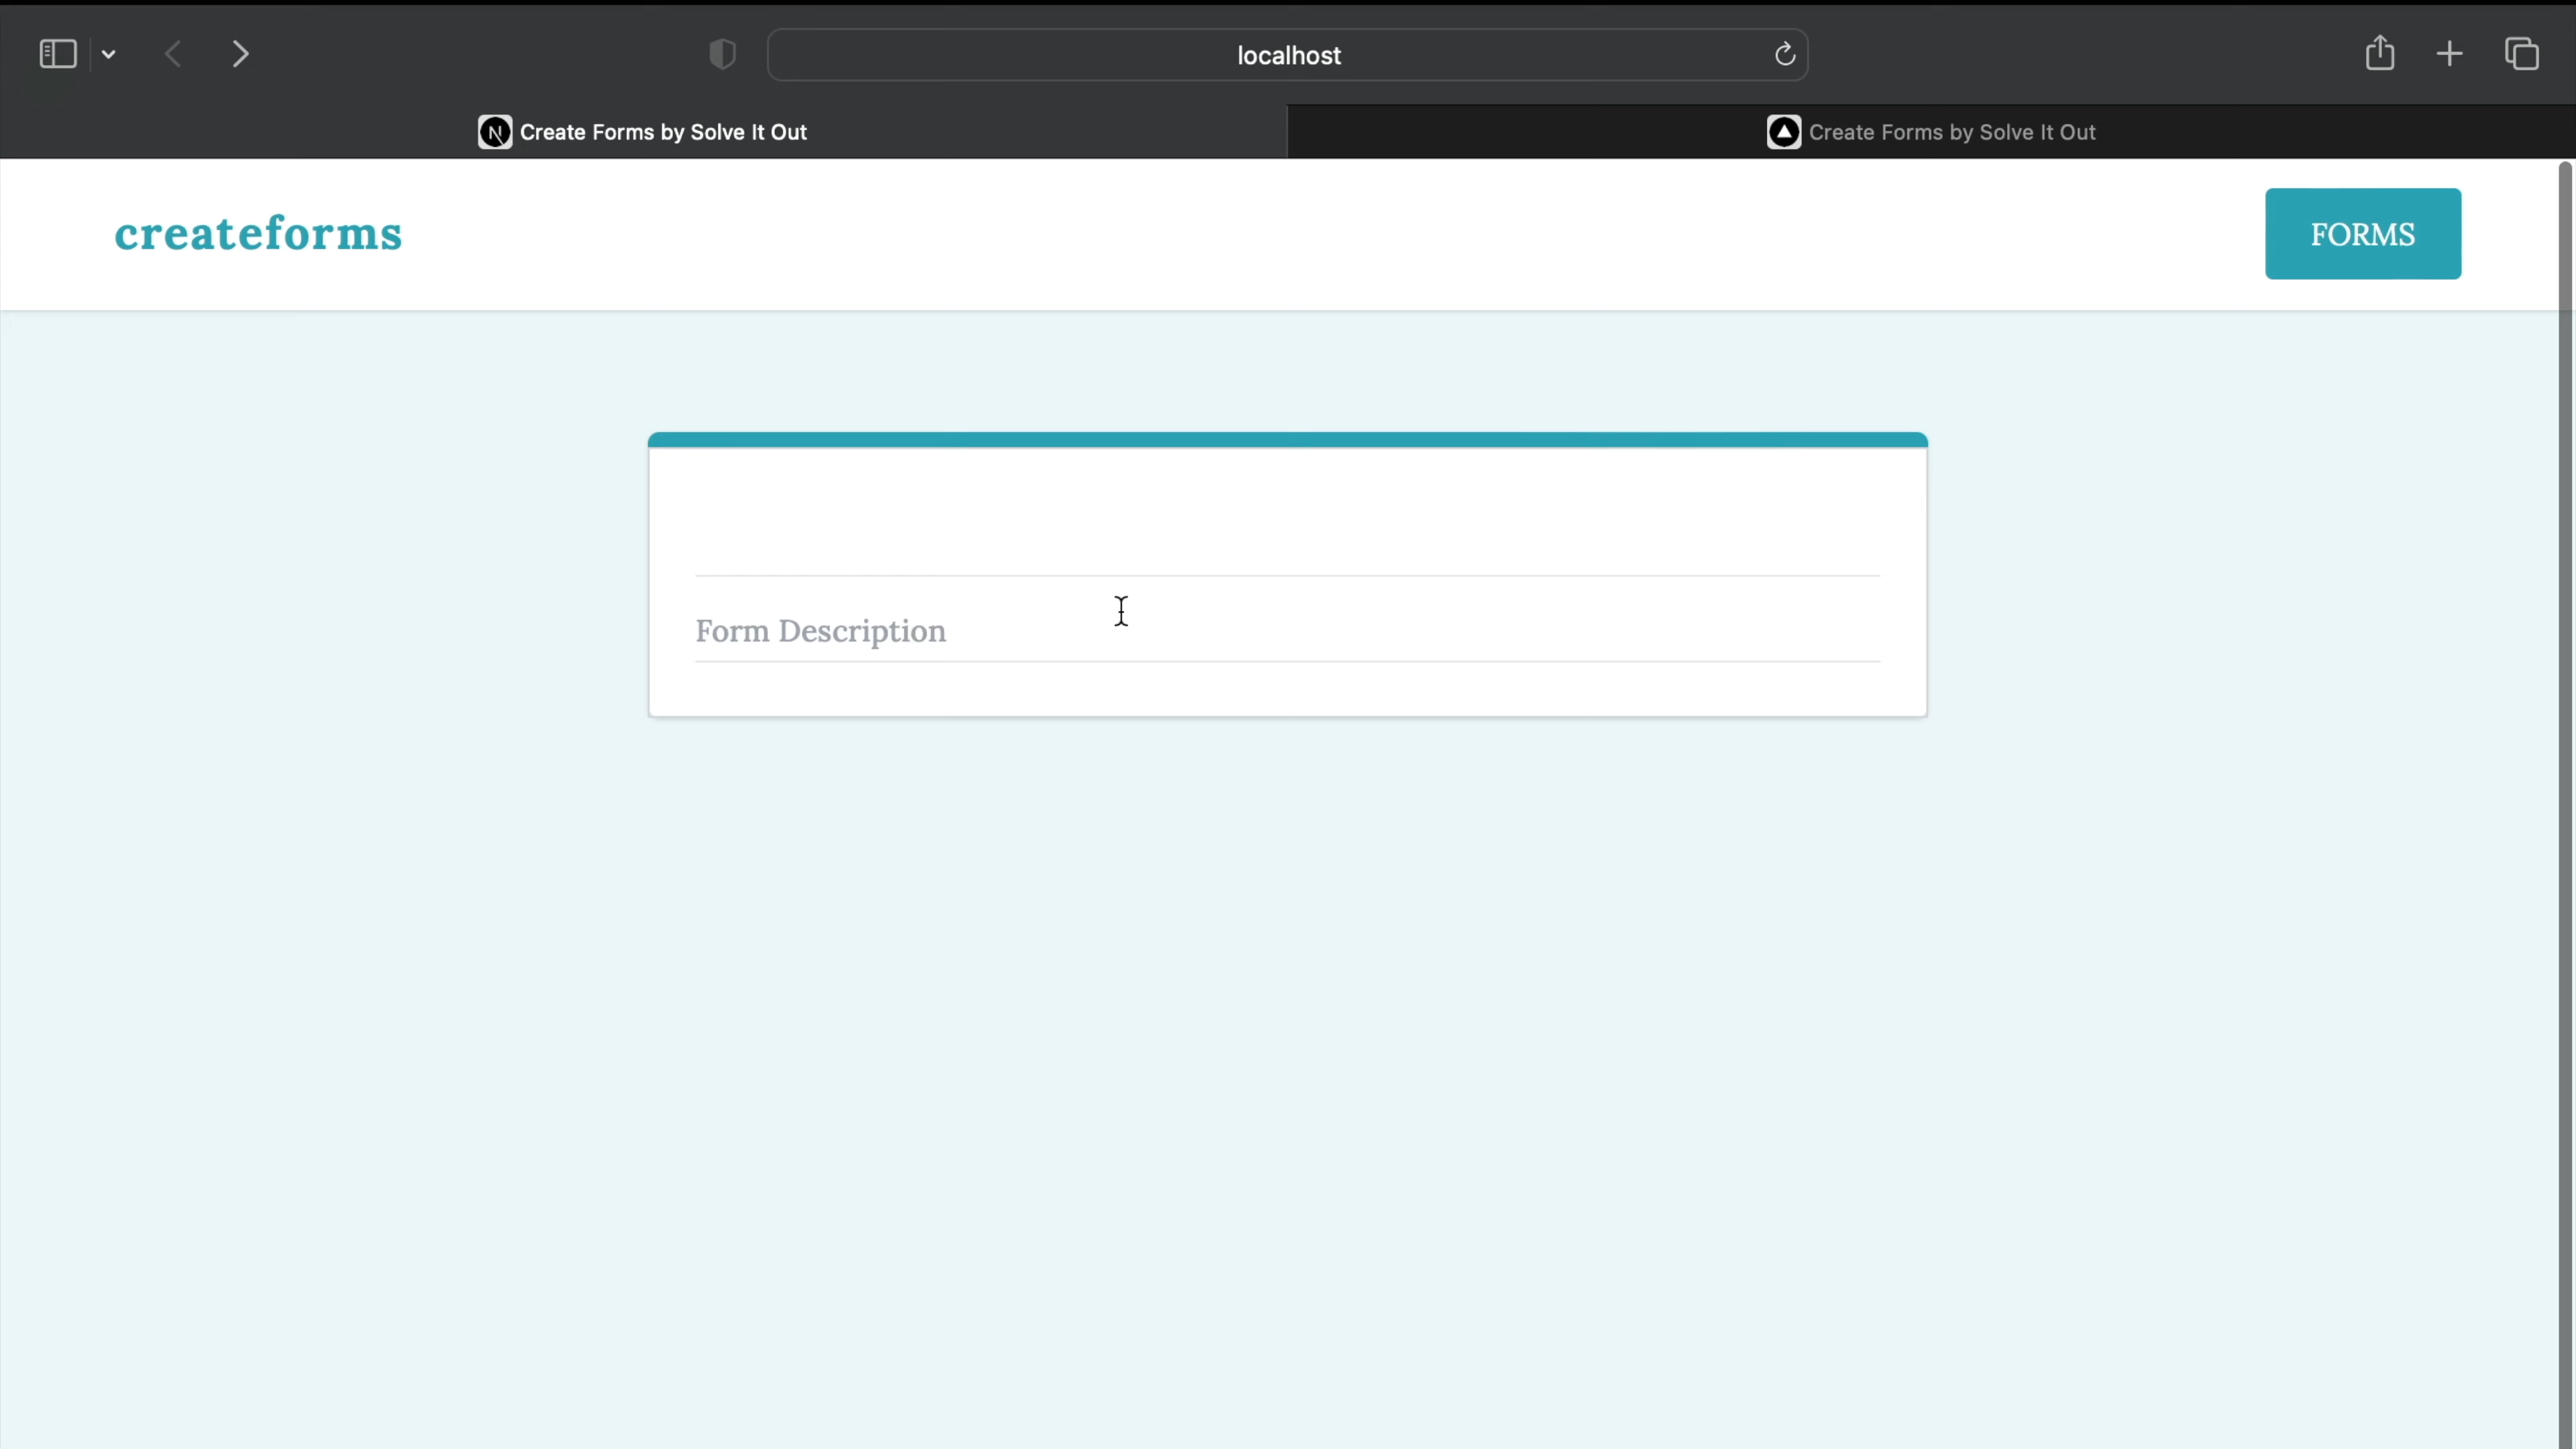 localhost
Create Forms by Solve It Out
Create Forms by Solve It Out
createforms
FORMS
Form Description